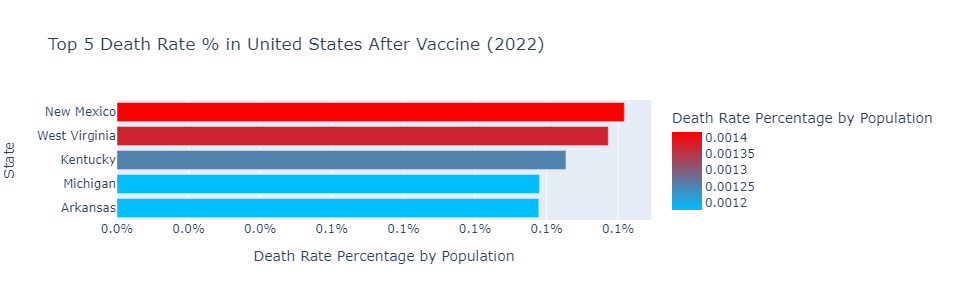 Top 5 Death Rate % in United States After Vaccine (2022)
State
New Mexico
West Virginia
Kentucky
Michigan
Arkansas
0.0% 0.0% 0.0% 0.1% 0.1% 0.1% 0.1% 0.1%
Death Rate Percentage by Population
Death Rate Percentage by Population
0.0014
0.00135
0.0013
0.00125
0.0012